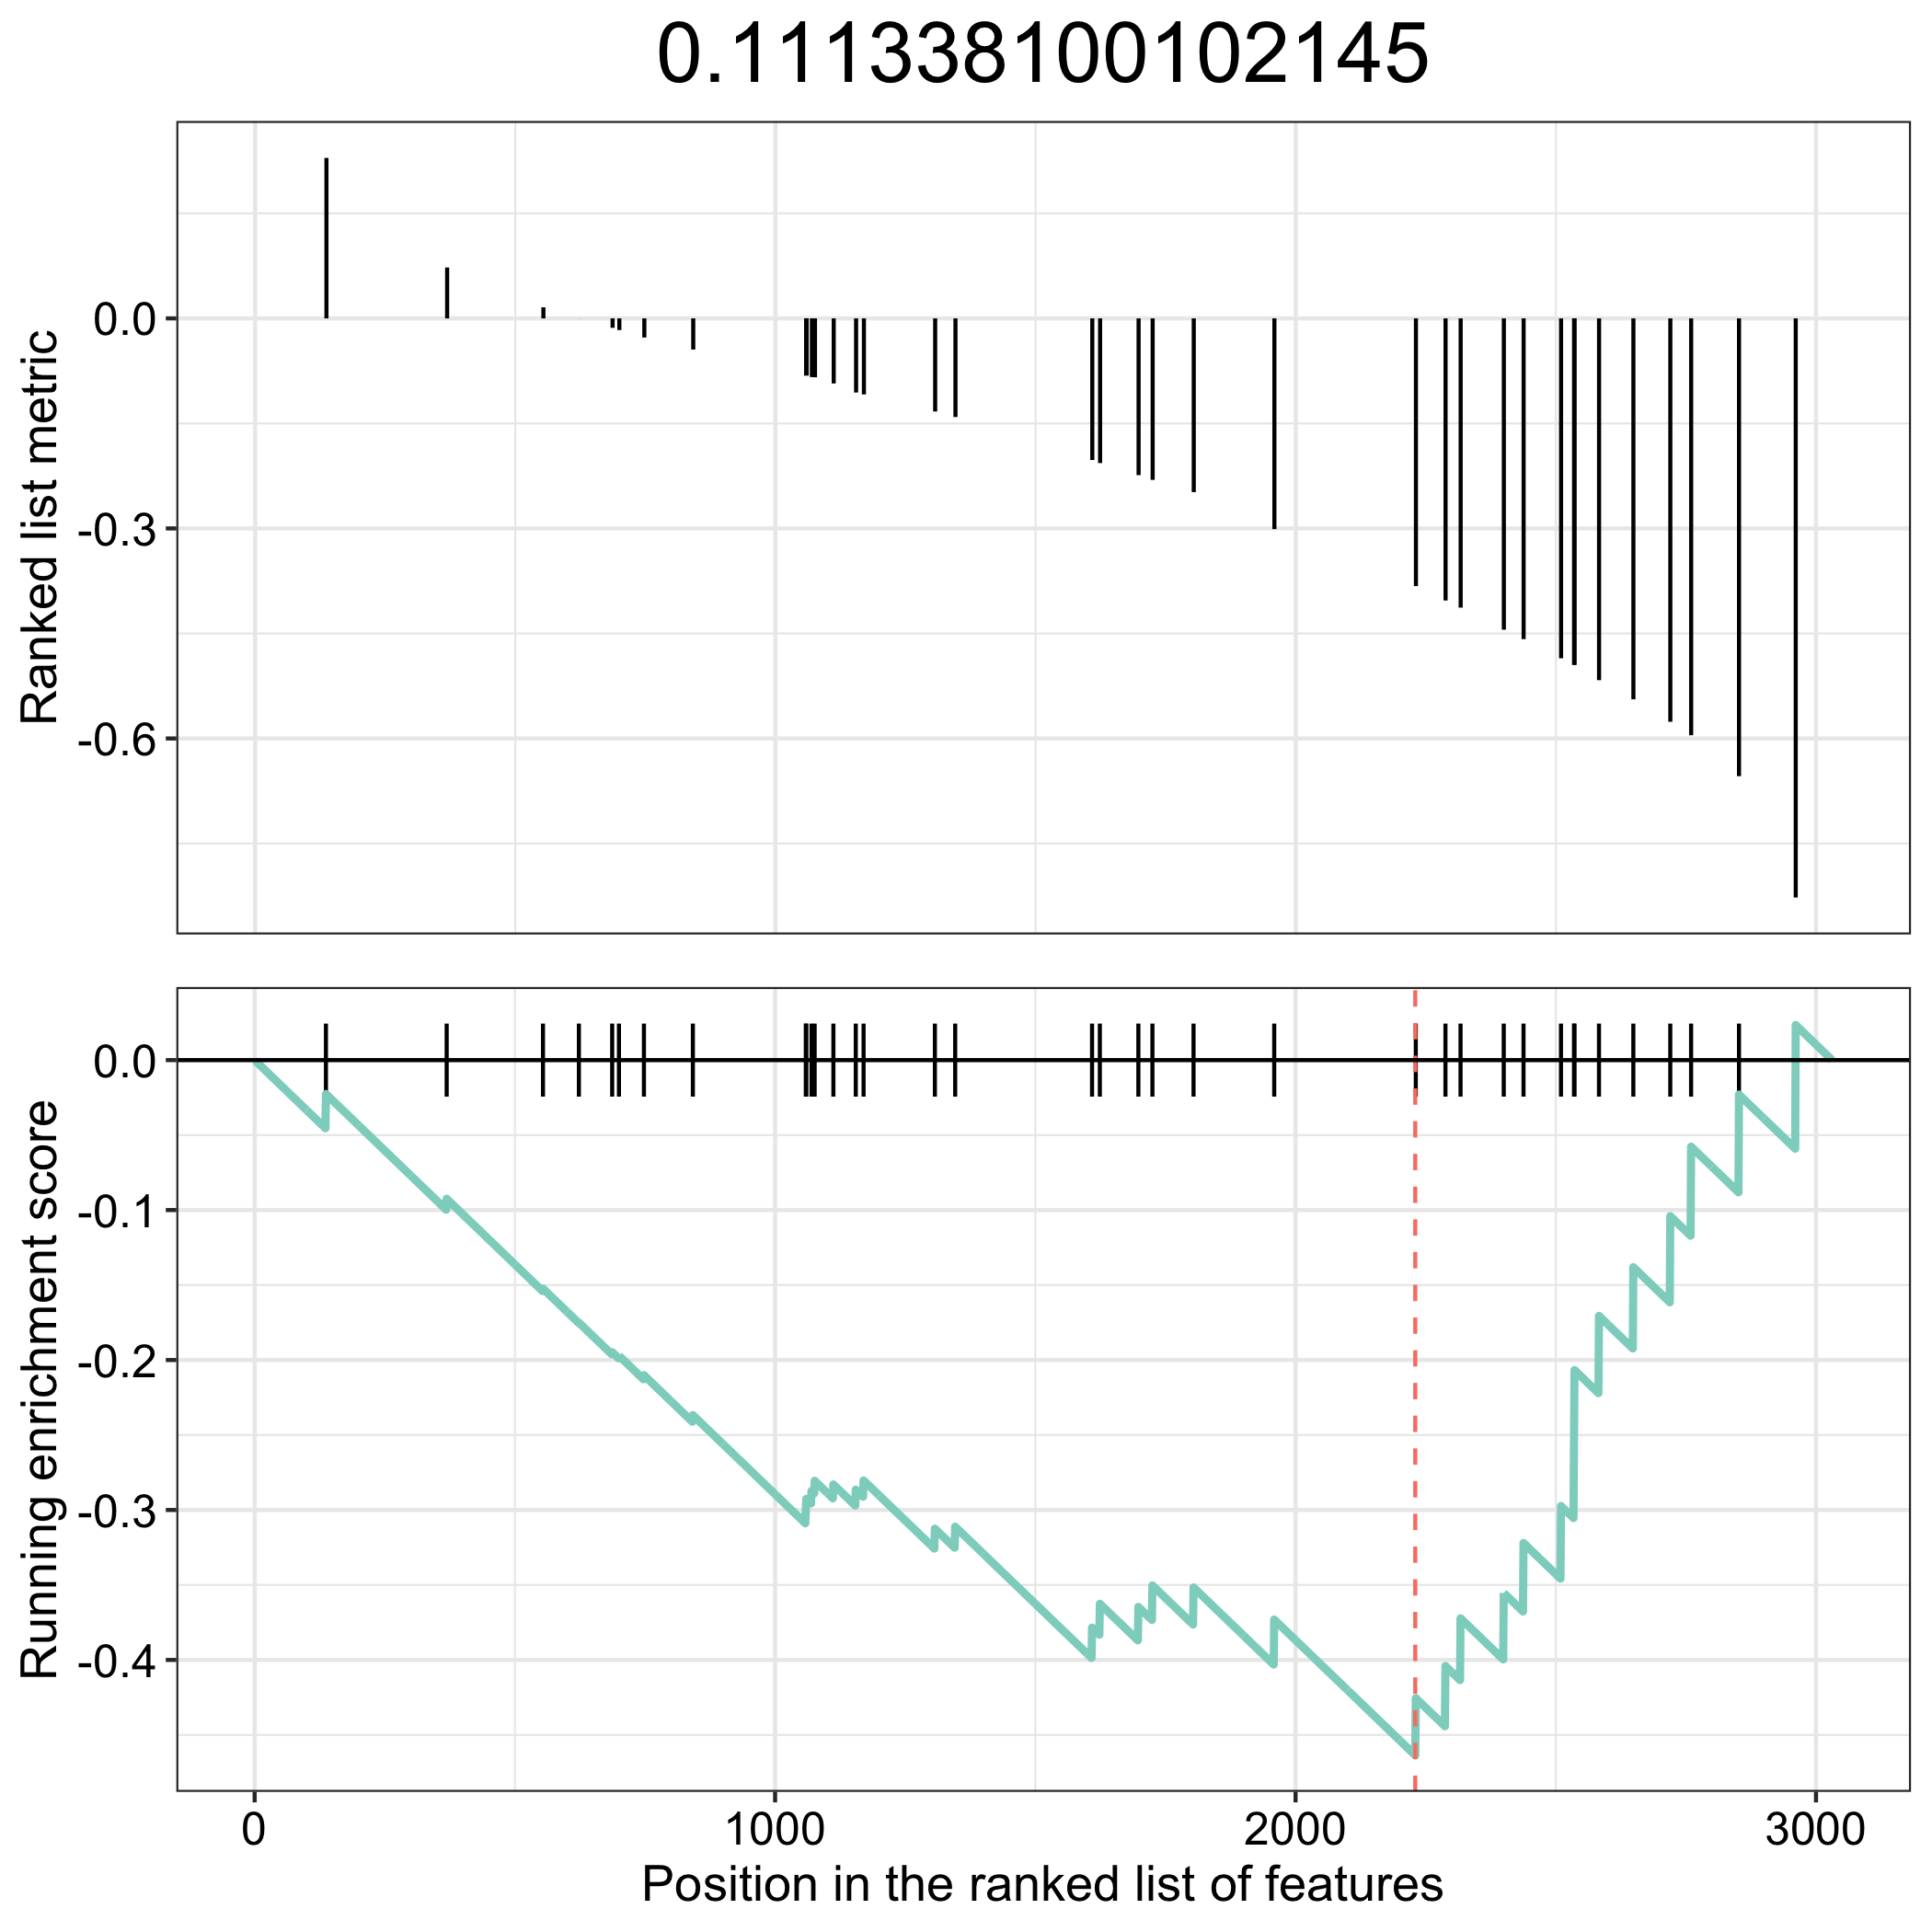 0.111338100102145
Ranked list metric
0.0
-0.3
-0.6
Running enrichment score
0.0
-0.1
-0.2
-0.3
-0.4
0 1000 2000 3000
Position in the ranked list of features